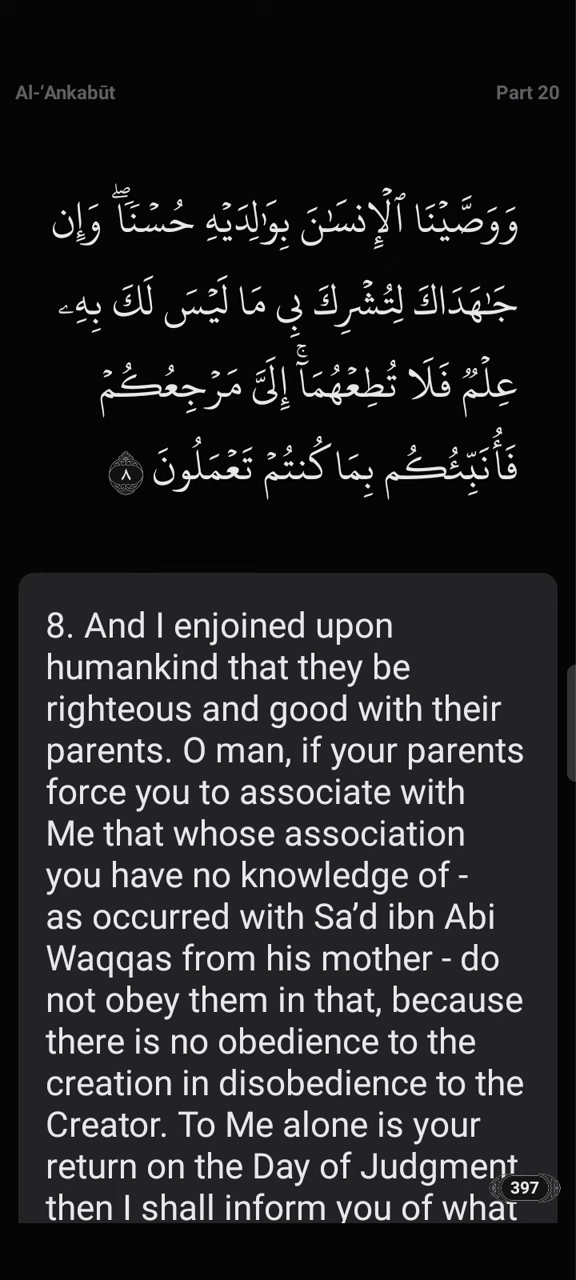 Al-‘Ankabūt
Part 20
وَوَصَّيْنَا ٱلْإِنسَـٰنَ بِوَٰلِدَيْهِ حُسْنًا ۖ وَإِن
جَـٰهَدَاكَ لِتُشْرِكَ بِى مَا لَيْسَ لَكَ بِهِۦ
عِلْمٌ فَلَا تُطِعْهُمَآ ۚ إِلَىَّ مَرْجِعُكُمْ
فَأُنَبِّئُكُم بِمَا كُنتُمْ تَعْمَلُونَ ٨
8. And I enjoined upon
humankind that they be
righteous and good with their
parents. O man, if your parents
force you to associate with
Me that whose association
you have no knowledge of -
as occurred with Sa’d ibn Abi
Waqqas from his mother - do
not obey them in that, because
there is no obedience to the
creation in disobedience to the
Creator. To Me alone is your
return on the Day of Judgment
then I shall inform you of what
397